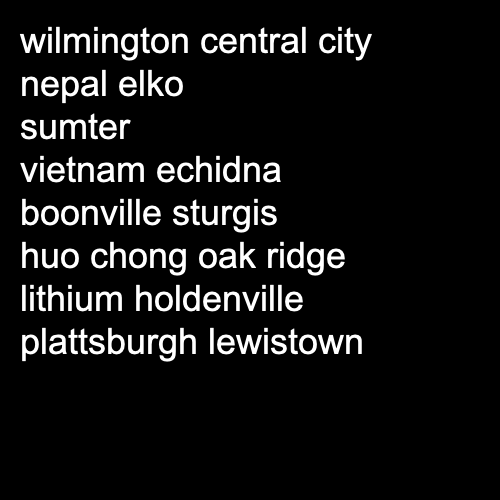 wilmington central city
nepal elko
sumter
vietnam echidna
boonville sturgis
huo chong oak ridge
lithium holdenville
plattsburgh lewistown